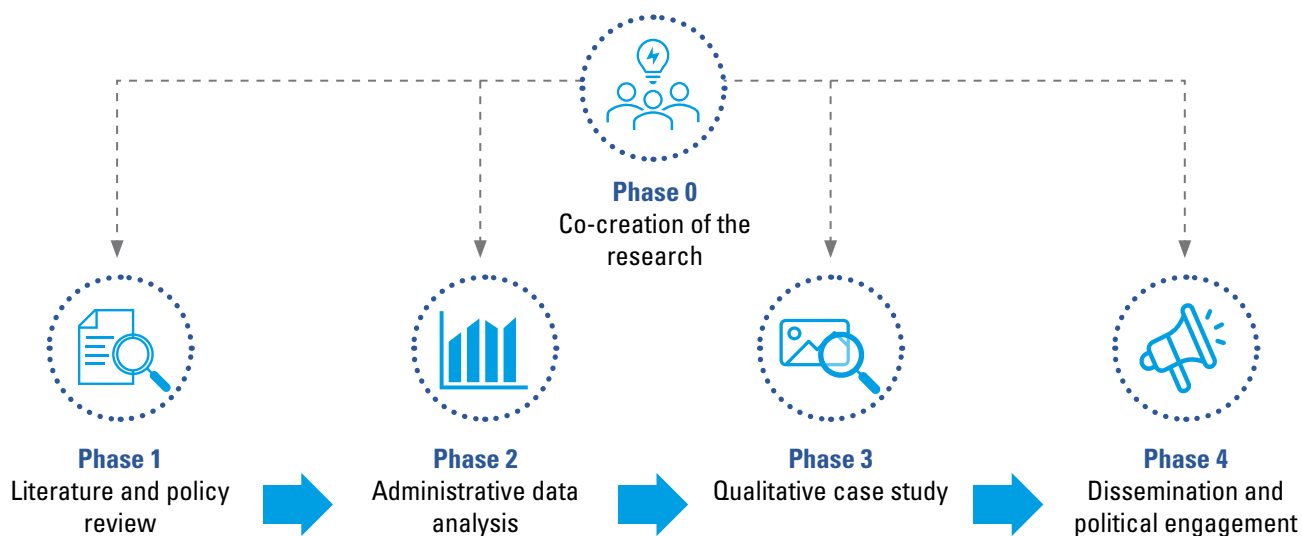 Phase 0
Co-creation of the
research
Phase 1
Literature and policy
review
Phase 2
Administrative data
analysis
Phase 3
Qualitative case study
Phase 4
Dissemination and
political engagement